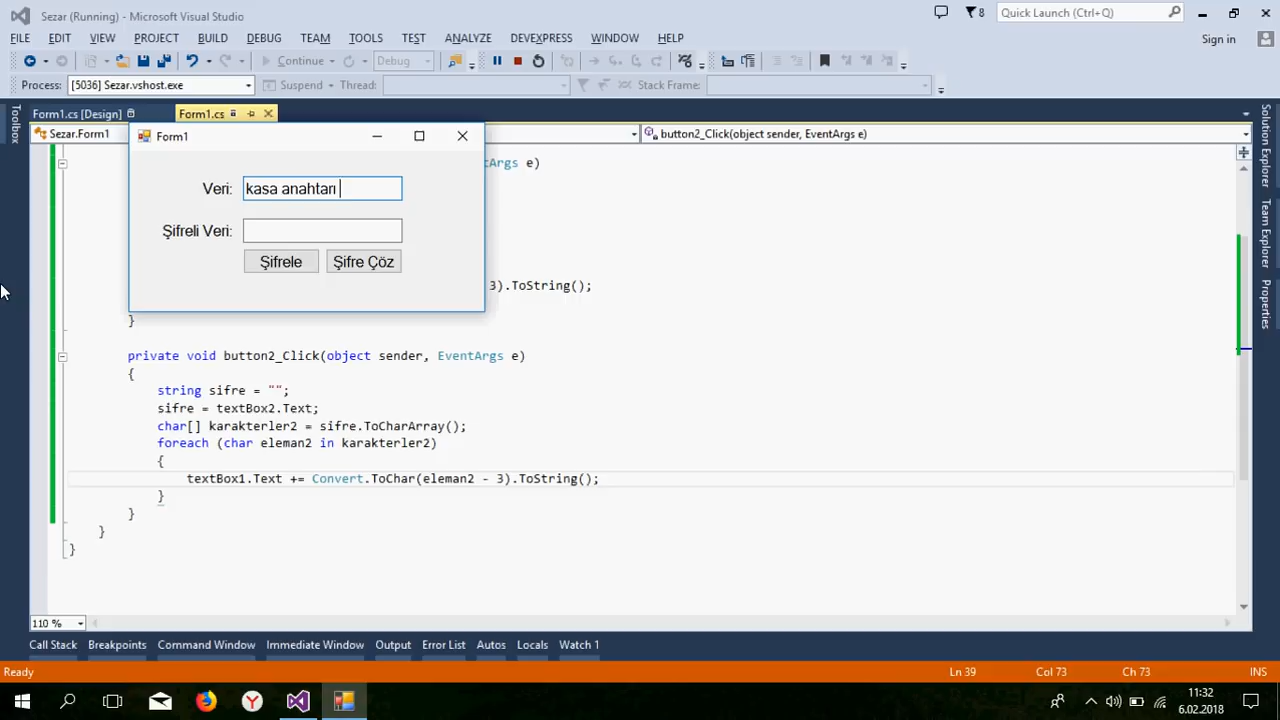 Sezar (Running) - Microsoft Visual Studio
8
Quick Launch (Ctrl+Q)
FILE EDIT VIEW PROJECT BUILD DEBUG TEAM TOOLS TEST ANALYZE DEVEXPRESS WINDOW HELP
Sign in
Continue Debug
Process: [5036] Sezar.vshost.exe Suspend Thread: Stack Frame:
Form1.cs [Design] Form1.cs
Sezar.Form1 button2_Click(object sender, EventArgs e)
Toolbox
Solution Explorer
Team Explorer
Properties
Form1
Veri: kasa anahtarı
Şifreli Veri:
Şifrele Şifre Çöz
ntArgs e)
3).ToString();
}
private void button2_Click(object sender, EventArgs e)
{
string sifre = "";
sifre = textBox2.Text;
char[] karakterler2 = sifre.ToCharArray();
foreach (char eleman2 in karakterler2)
{
textBox1.Text += Convert.ToChar(eleman2 - 3).ToString();
}
}
}
}
110 %
Call Stack Breakpoints Command Window Immediate Window Output Error List Autos Locals Watch 1
Ready Ln 39 Col 73 Ch 73 INS
11:32
6.02.2018